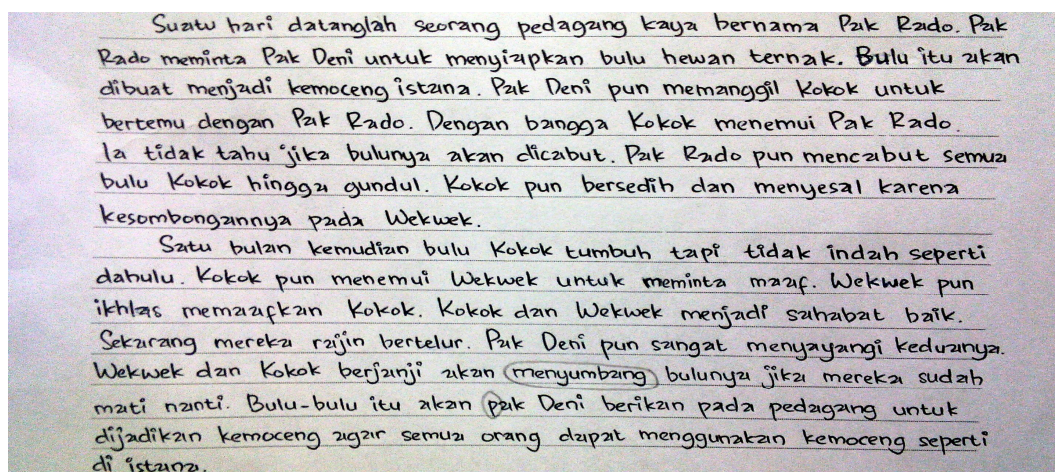 Suatu hari datanglah seorang pedagang kaya bernama Pak Rado. Pak
Rado meminta Pak Deni untuk menyiapkan bulu hewan ternak. Bulu itu akan
dibuat menjadi kemoceng istana. Pak Deni pun memanggil Kokok untuk
bertemu dengan Pak Rado. Dengan bangga Kokok menemui Pak Rado.
Ia tidak tahu jika bulunya akan dicabut. Pak Rado pun mencabut semua
bulu Kokok hingga gundul. Kokok pun bersedih dan menyesal karena
kesombongannya pada Wekwek.
Satu bulan kemudian bulu Kokok tumbuh tapi tidak indah seperti
dahulu. Kokok pun menemui Wekwek untuk meminta maaf. Wekwek pun
ikhlas memaafkan Kokok. Kokok dan Wekwek menjadi sahabat baik.
Sekarang mereka rajin bertelur. Pak Deni pun sangat menyayangi keduanya.
Wekwek dan Kokok berjanji akan menyumbang bulunya jika mereka sudah
mati nanti. Bulu-bulu itu akan pak Deni berikan pada pedagang untuk
dijadikan kemoceng agar semua orang dapat menggunakan kemoceng seperti
di istana.